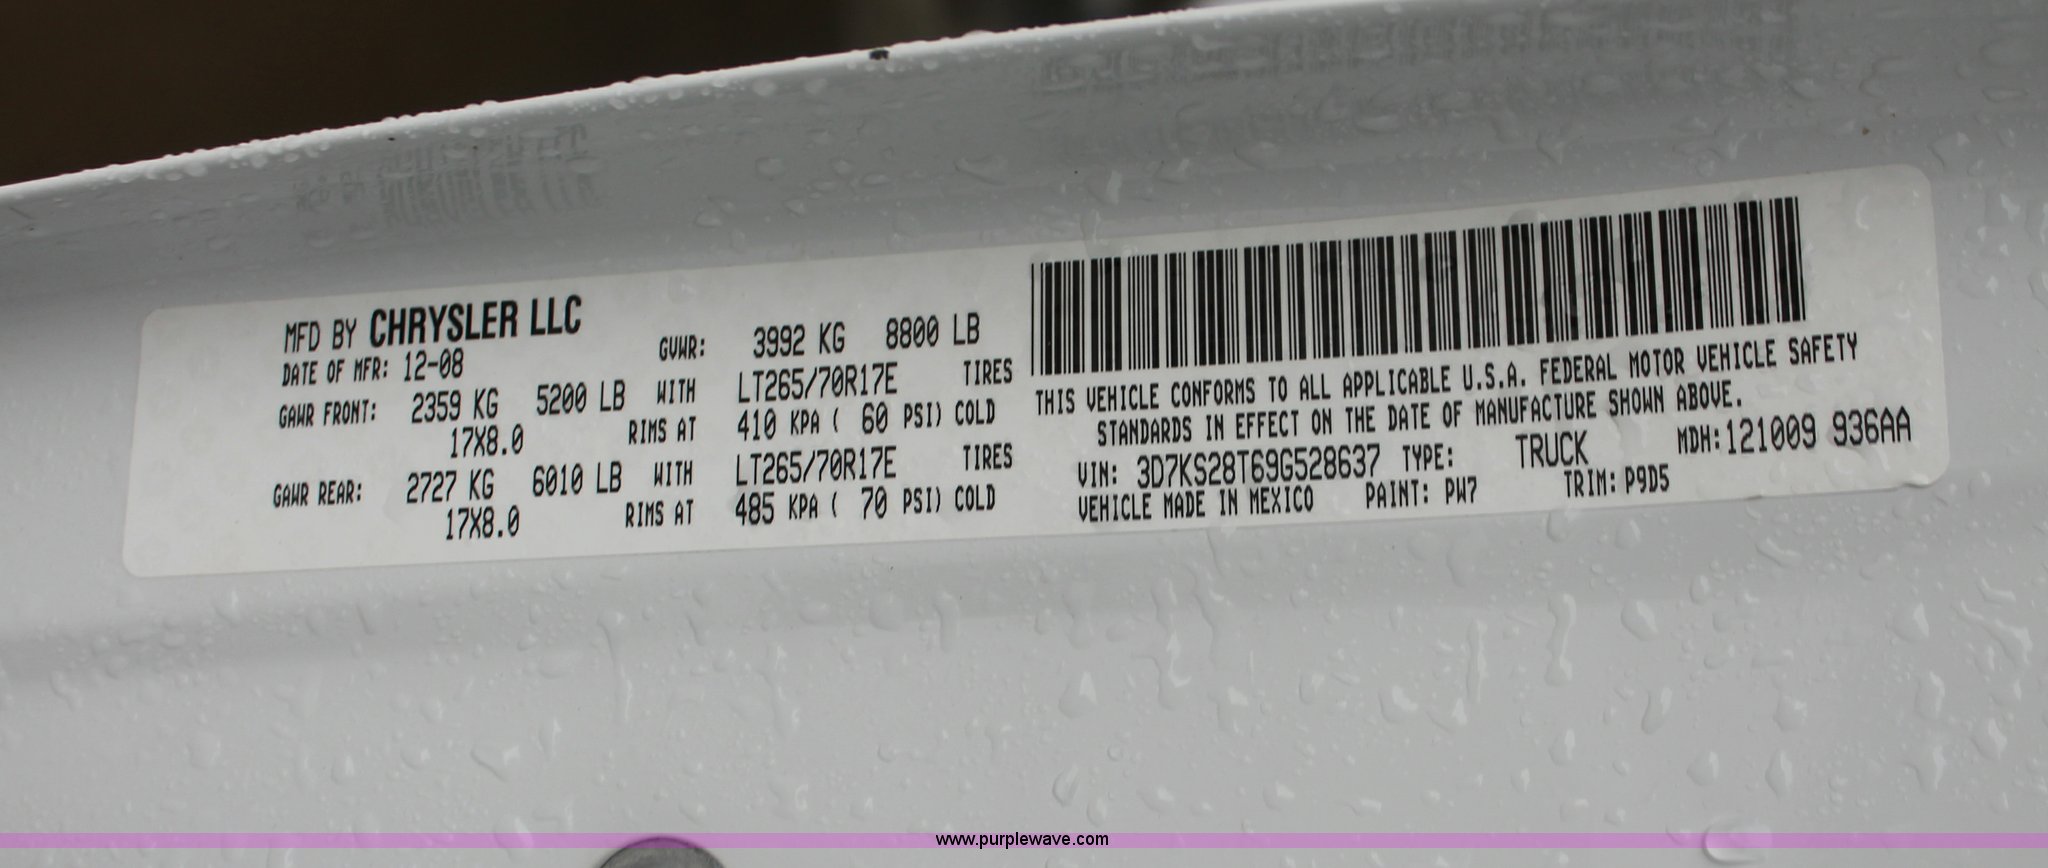 MFD BY CHRYSLER LLC
DATE OF MFR: 12-08 GVWR: 3992 KG 8800 LB
GAWR FRONT: 2359 KG 5200 LB WITH LT265/70R17E TIRES
17X8.0 RIMS AT 410 KPA ( 60 PSI) COLD
GAWR REAR: 2727 KG 6010 LB WITH LT265/70R17E TIRES
17X8.0 RIMS AT 485 KPA ( 70 PSI) COLD
THIS VEHICLE CONFORMS TO ALL APPLICABLE U.S.A. FEDERAL MOTOR VEHICLE SAFETY
STANDARDS IN EFFECT ON THE DATE OF MANUFACTURE SHOWN ABOVE.
VIN: 3D7KS28T69G528637 TYPE: TRUCK MDH:121009 936AA
VEHICLE MADE IN MEXICO PAINT: PW7 TRIM: P9D5
www.purplewave.com